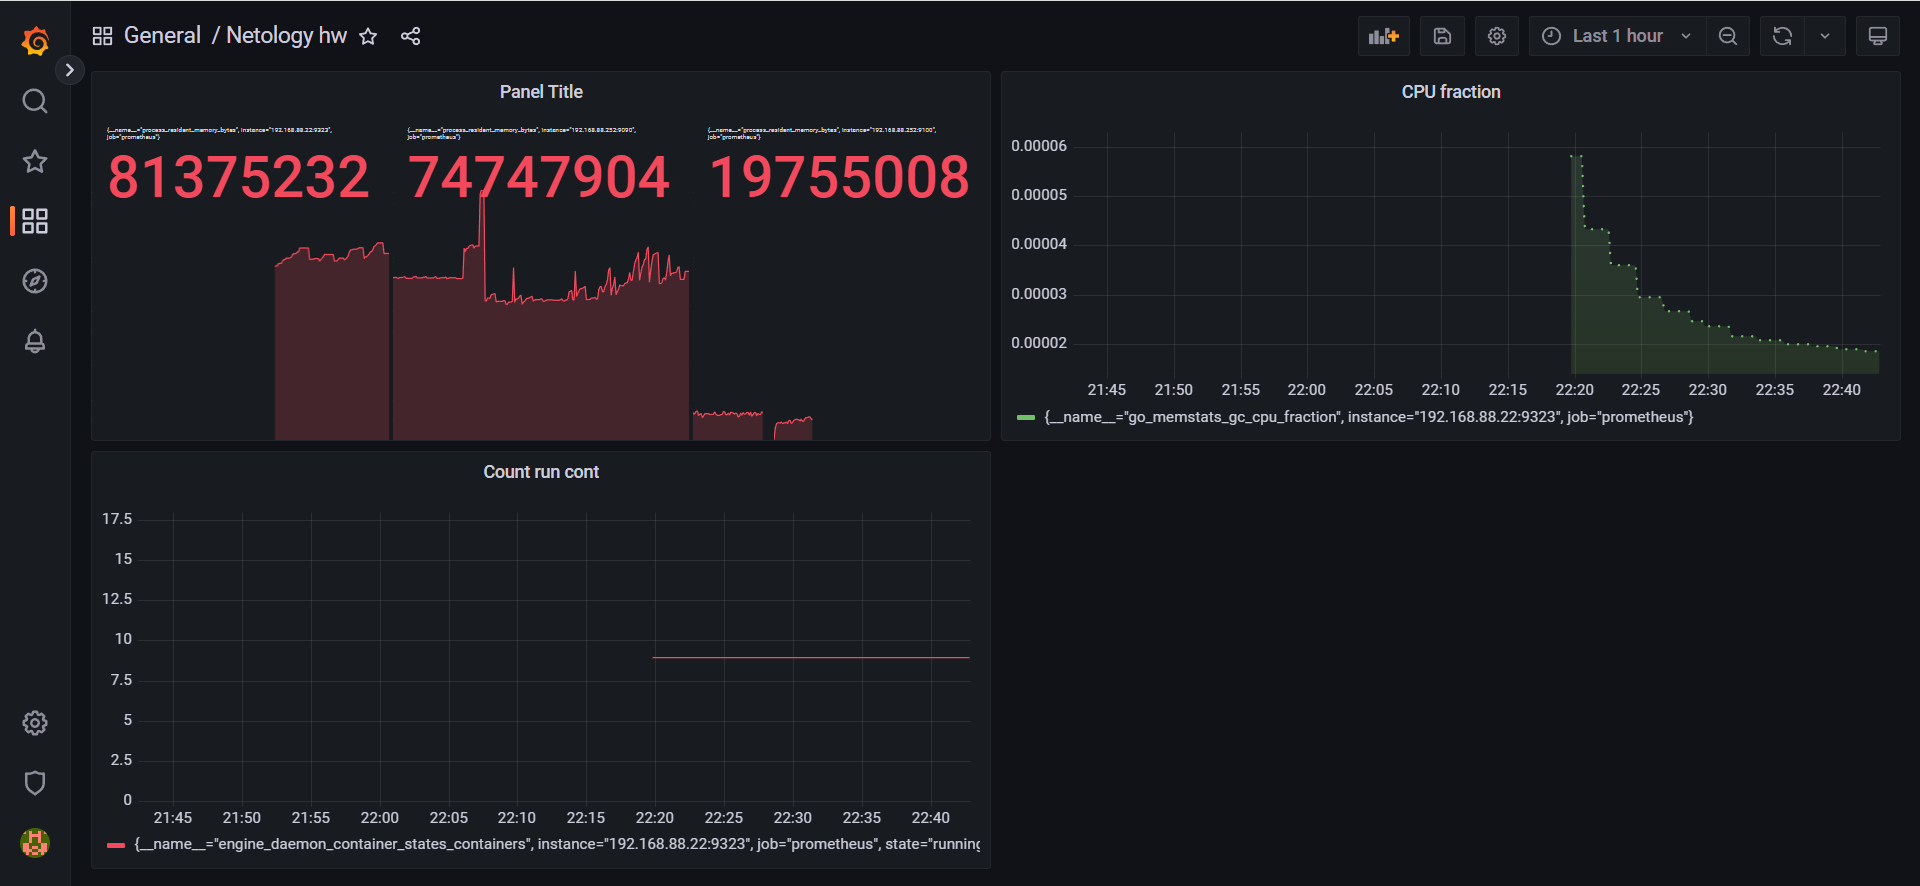 General / Netology hw
Last 1 hour
Panel Title
{__name__="process_resident_memory_bytes", instance="192.168.88.22:9323",
job="prometheus"}
81375232
{__name__="process_resident_memory_bytes", instance="192.168.88.252:9090",
job="prometheus"}
74747904
{__name__="process_resident_memory_bytes", instance="192.168.88.252:9100",
job="prometheus"}
19755008
CPU fraction
0.00006
0.00005
0.00004
0.00003
0.00002
21:45 21:50 21:55 22:00 22:05 22:10 22:15 22:20 22:25 22:30 22:35 22:40
{__name__="go_memstats_gc_cpu_fraction", instance="192.168.88.22:9323", job="prometheus"}
Count run cont
17.5
15
12.5
10
7.5
5
2.5
0
21:45 21:50 21:55 22:00 22:05 22:10 22:15 22:20 22:25 22:30 22:35 22:40
{__name__="engine_daemon_container_states_containers", instance="192.168.88.22:9323", job="prometheus", state="running